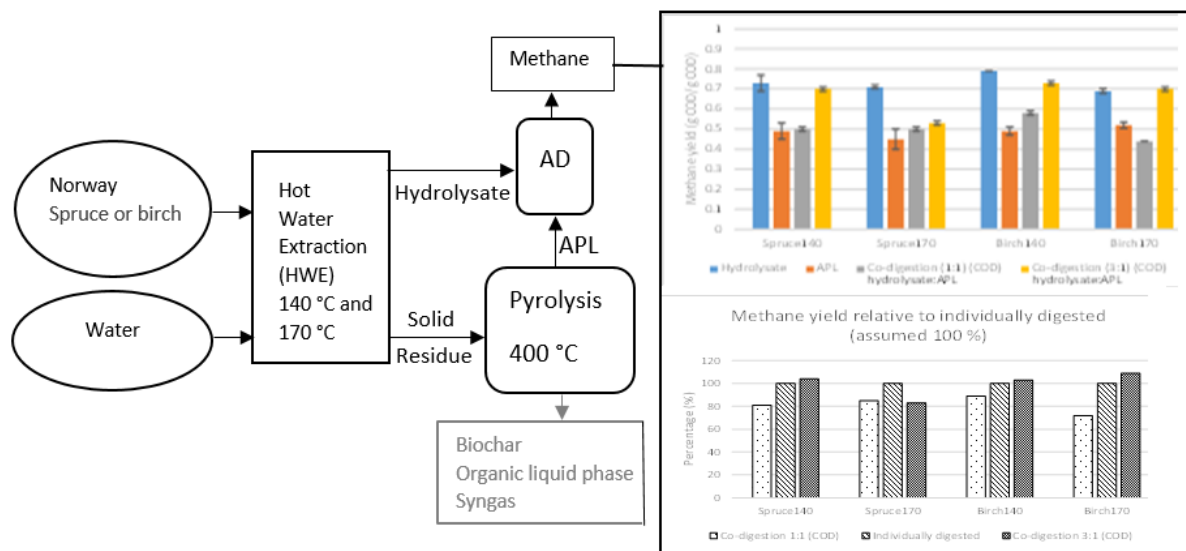 Norway
Spruce or birch
Water
Hot
Water
Extraction
(HWE)
140 °C and
170 °C
Hydrolysate
Solid
Residue
Methane
AD
APL
Pyrolysis
400 °C
Biochar
Organic liquid phase
Syngas
Methane yield (g COD/g COD)
1
0.9
0.8
0.7
0.6
0.5
0.4
0.3
0.2
0.1
0
Spruce140 Spruce170 Birch140 Birch170
Hydrolysate APL Co-digestion (1:1) (COD) Co-digestion (3:1) (COD)
hydrolysate:APL hydrolysate:APL
Methane yield relative to individually digested
(assumed 100 %)
Percentage (%)
120
100
80
60
40
20
0
Spruce140 Spruce170 Birch140 Birch170
Co-digestion 1:1 (COD) Individually digested Co-digestion 3:1 (COD)